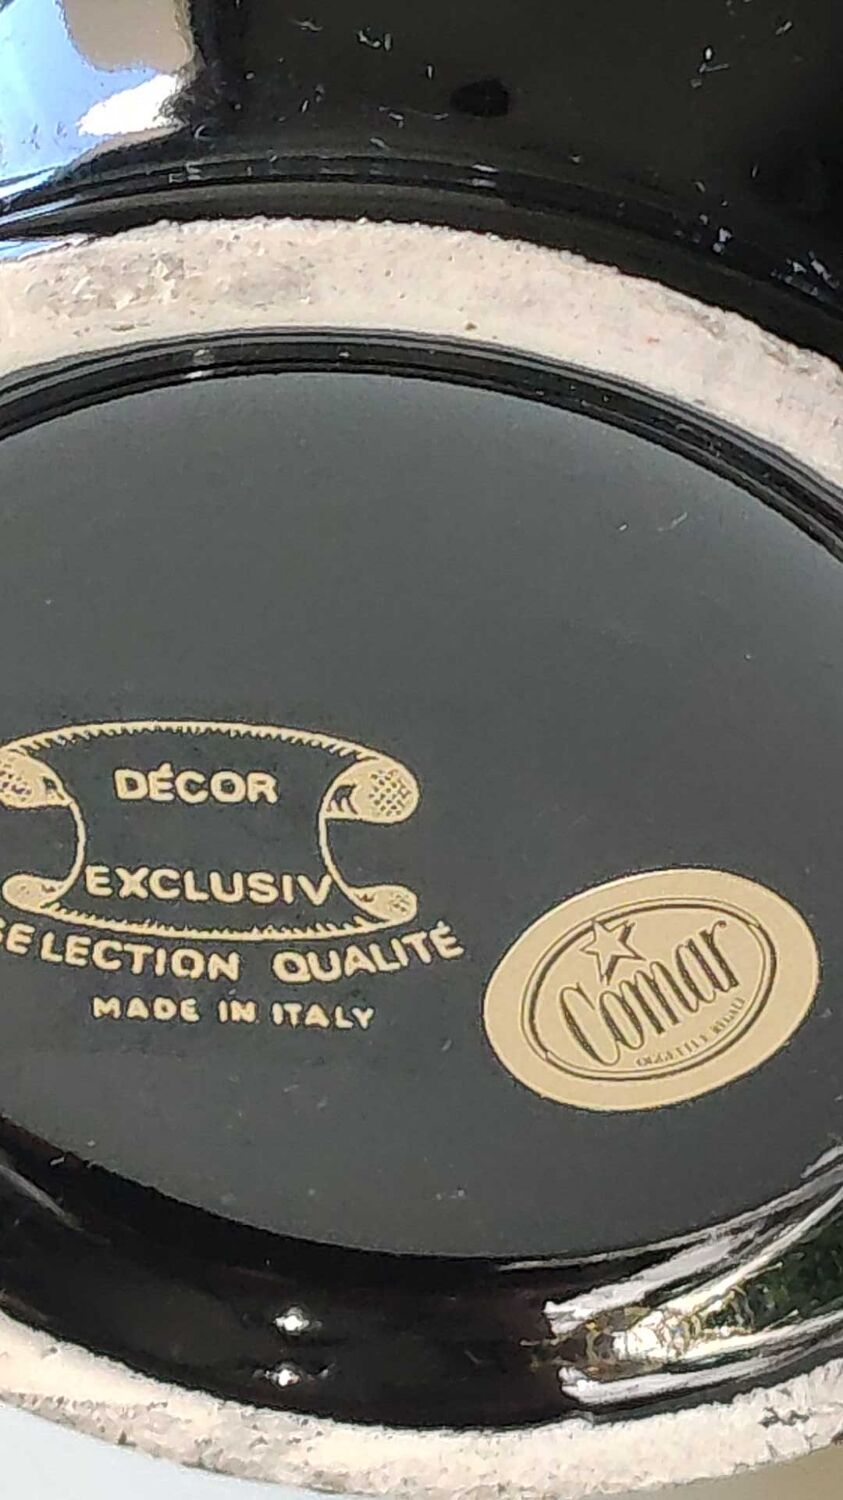 DÉCOR
EXCLUSIV
SELECTION QUALITÉ
MADE IN ITALY
Comar